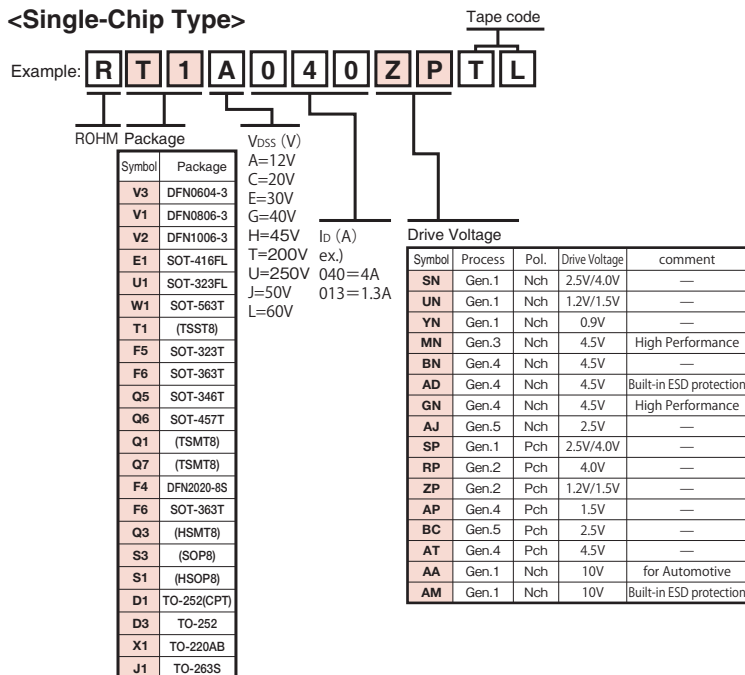 <Single-Chip Type>
Tape code
Example: R T 1 A 0 4 0 Z P T L
ROHM Package
Symbol Package
V3 DFN0604-3
V1 DFN0806-3
V2 DFN1006-3
E1 SOT-416FL
U1 SOT-323FL
W1 SOT-563T
T1 (TSST8)
F5 SOT-323T
F6 SOT-363T
Q5 SOT-346T
Q6 SOT-457T
Q1 (TSMT8)
Q7 (TSMT8)
F4 DFN2020-8S
F6 SOT-363T
Q3 (HSMT8)
S3 (SOP8)
S1 (HSOP8)
D1 TO-252(CPT)
D3 TO-252
X1 TO-220AB
J1 TO-263S
VDSS (V)
A=12V
C=20V
E=30V
G=40V
H=45V
T=200V
U=250V
J=50V
L=60V
ID (A)
ex.)
040=4A
013=1.3A
Drive Voltage
Symbol Process Pol. Drive Voltage comment
SN Gen.1 Nch 2.5V/4.0V —
UN Gen.1 Nch 1.2V/1.5V —
YN Gen.1 Nch 0.9V —
MN Gen.3 Nch 4.5V High Performance
BN Gen.4 Nch 4.5V —
AD Gen.4 Nch 4.5V Built-in ESD protection
GN Gen.4 Nch 4.5V High Performance
AJ Gen.5 Nch 2.5V —
SP Gen.1 Pch 2.5V/4.0V —
RP Gen.2 Pch 4.0V —
ZP Gen.2 Pch 1.2V/1.5V —
AP Gen.4 Pch 1.5V —
BC Gen.5 Pch 2.5V —
AT Gen.4 Pch 4.5V —
AA Gen.1 Nch 10V for Automotive
AM Gen.1 Nch 10V Built-in ESD protection